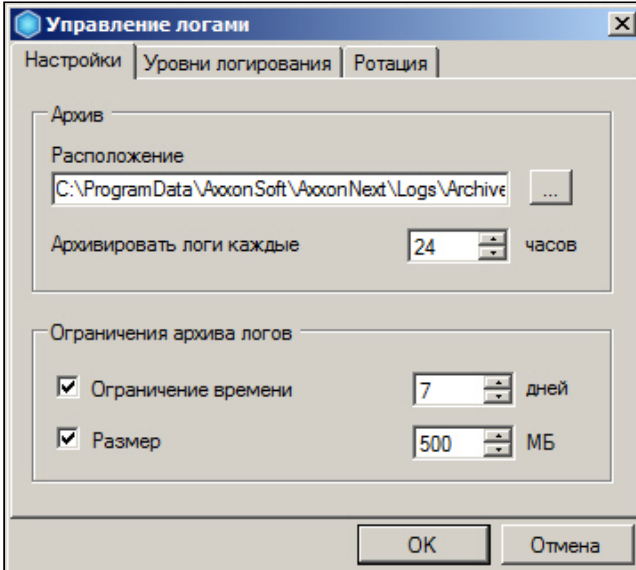 Управление логами
Настройки Уровни логирования Ротация
Архив
Расположение
C:\ProgramData\AxxonSoft\AxxonNext\Logs\Archive ...
Архивировать логи каждые 24 часов
Ограничения архива логов
Ограничение времени 7 дней
Размер 500 МБ
OK Отмена